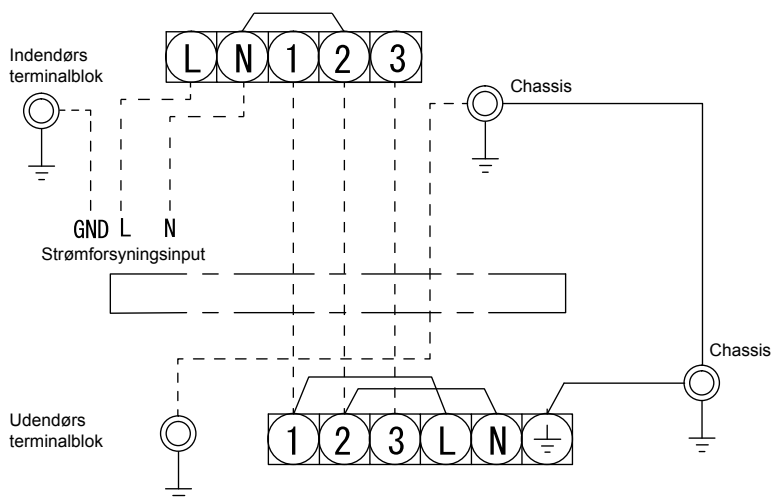 L N 1 2 3
Indendørs
terminalblok
Chassis
GND L N
Strømforsyningsinput
Chassis
Udendørs
terminalblok
1 2 3 L N